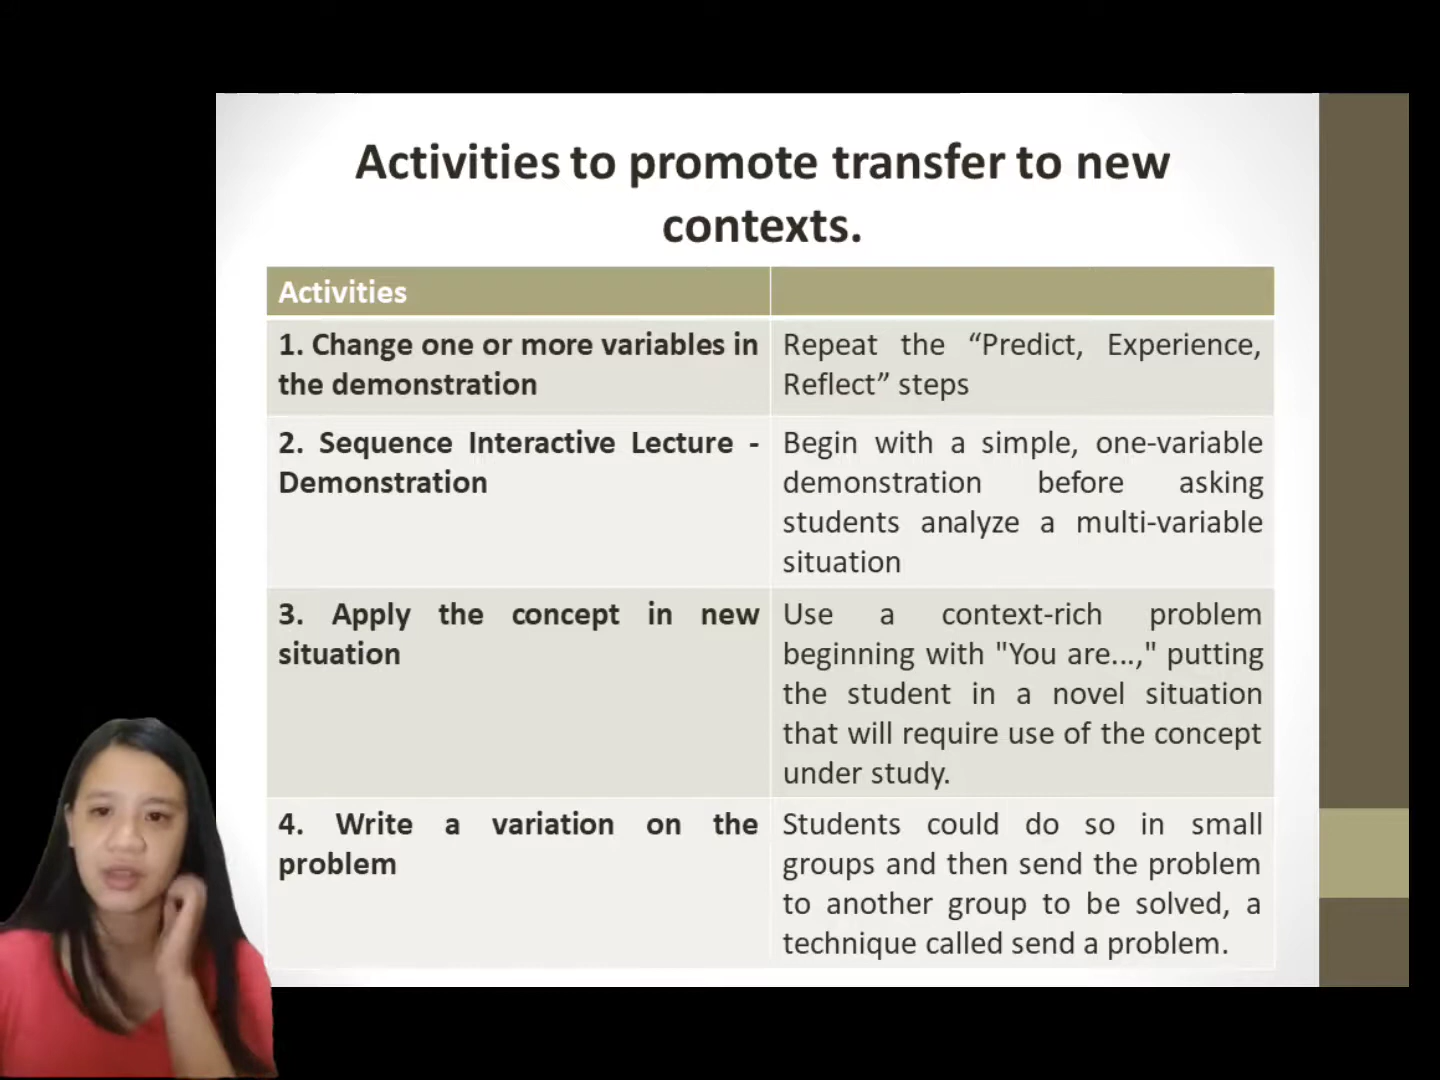 Activities to promote transfer to new
contexts.
Activities
1. Change one or more variables in
the demonstration
Repeat the “Predict, Experience,
Reflect” steps
2. Sequence Interactive Lecture -
Demonstration
Begin with a simple, one-variable
demonstration before asking
students analyze a multi-variable
situation
3. Apply the concept in new
situation
Use a context-rich problem
beginning with "You are...," putting
the student in a novel situation
that will require use of the concept
under study.
4. Write a variation on the
problem
Students could do so in small
groups and then send the problem
to another group to be solved, a
technique called send a problem.